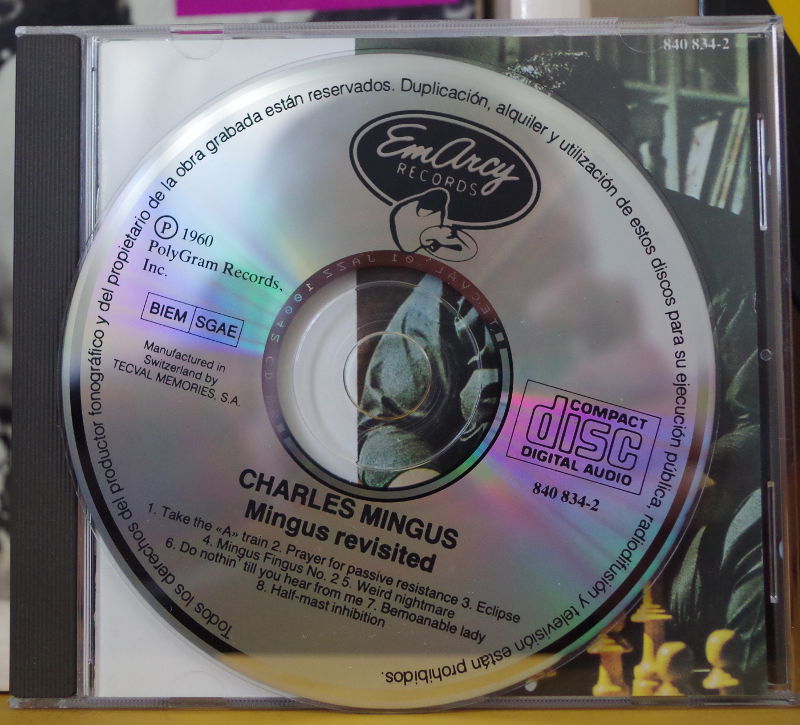 840 834-2
Todos los derechos del productor fonográfico y del propietario de la obra grabada están reservados. Duplicación, alquiler y utilización de estos discos para su ejecución pública, radiodifusión y televisión están prohibidos.
EmArcy
RECORDS
Ⓟ 1960
PolyGram Records,
Inc.
BIEM SGAE
Manufactured in
Switzerland by
TECVAL MEMORIES, S.A.
COMPACT
disc
DIGITAL AUDIO
840 834-2
CHARLES MINGUS
Mingus revisited
1. Take the «A» train 2. Prayer for passive resistance 3. Eclipse
4. Mingus Fingus No. 2 5. Weird nightmare
6. Do nothin' till you hear from me 7. Bemoanable lady
8. Half-mast inhibition